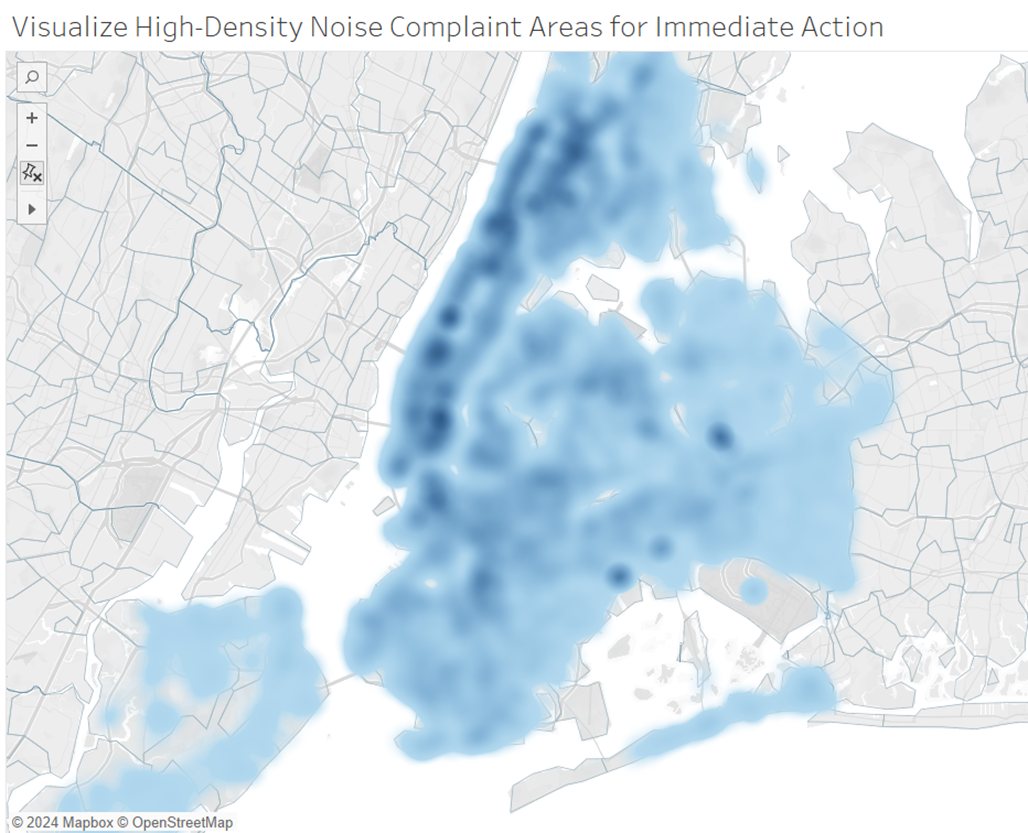 Visualize High-Density Noise Complaint Areas for Immediate Action
© 2024 Mapbox © OpenStreetMap